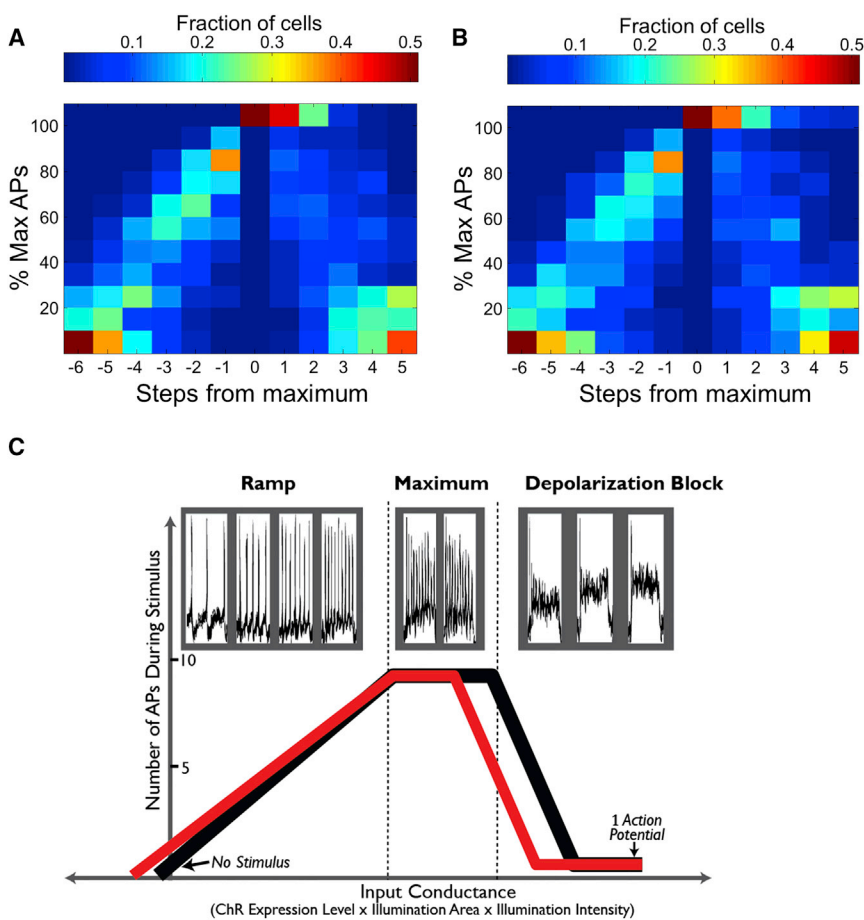 A
Fraction of cells
0.1 0.2 0.3 0.4 0.5
% Max APs
100
80
60
40
20
-6 -5 -4 -3 -2 -1 0 1 2 3 4 5
Steps from maximum
B
Fraction of cells
0.1 0.2 0.3 0.4 0.5
% Max APs
100
80
60
40
20
-6 -5 -4 -3 -2 -1 0 1 2 3 4 5
Steps from maximum
C
Ramp Maximum Depolarization Block
Number of APs During Stimulus
10
5
No Stimulus
1 Action
Potential
Input Conductance
(ChR Expression Level x Illumination Area x Illumination Intensity)